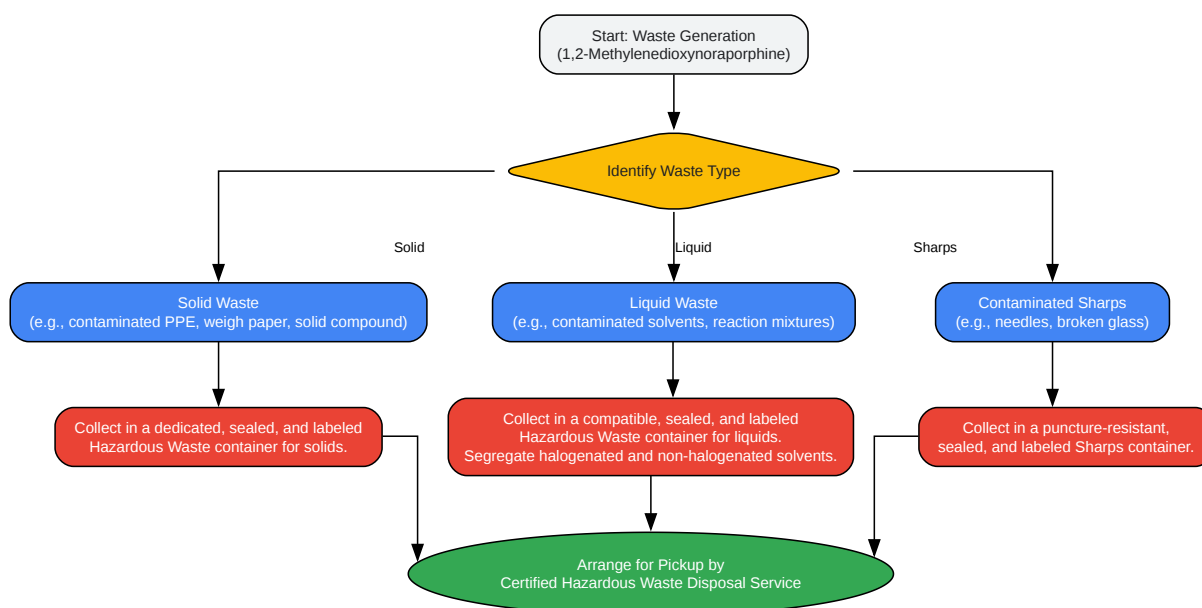 Start: Waste Generation
(1,2-Methylenedioxynoraporphine)
Identify Waste Type
Solid
Liquid
Sharps
Solid Waste
(e.g., contaminated PPE, weigh paper, solid compound)
Liquid Waste
(e.g., contaminated solvents, reaction mixtures)
Contaminated Sharps
(e.g., needles, broken glass)
Collect in a dedicated, sealed, and labeled
Hazardous Waste container for solids.
Collect in a compatible, sealed, and labeled
Hazardous Waste container for liquids.
Segregate halogenated and non-halogenated solvents.
Collect in a puncture-resistant,
sealed, and labeled Sharps container.
Arrange for Pickup by
Certified Hazardous Waste Disposal Service